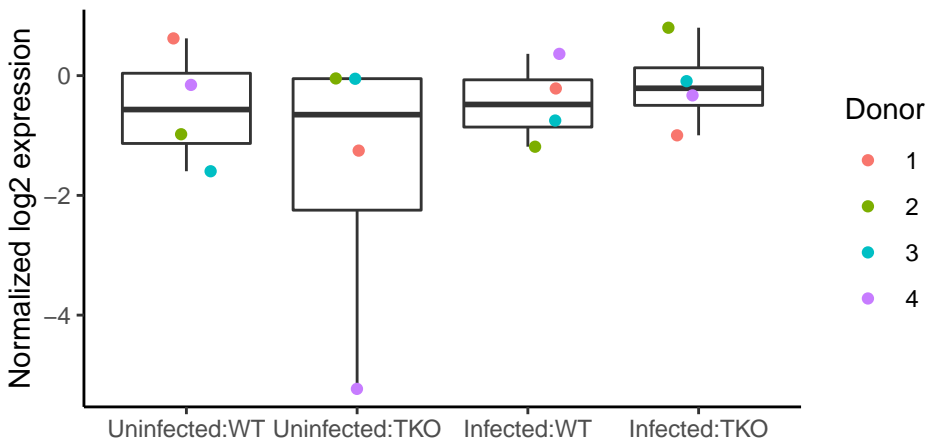 Normalized log2 expression
0
−2
−4
Uninfected:WT
Uninfected:TKO
Infected:WT
Infected:TKO
Donor
1
2
3
4